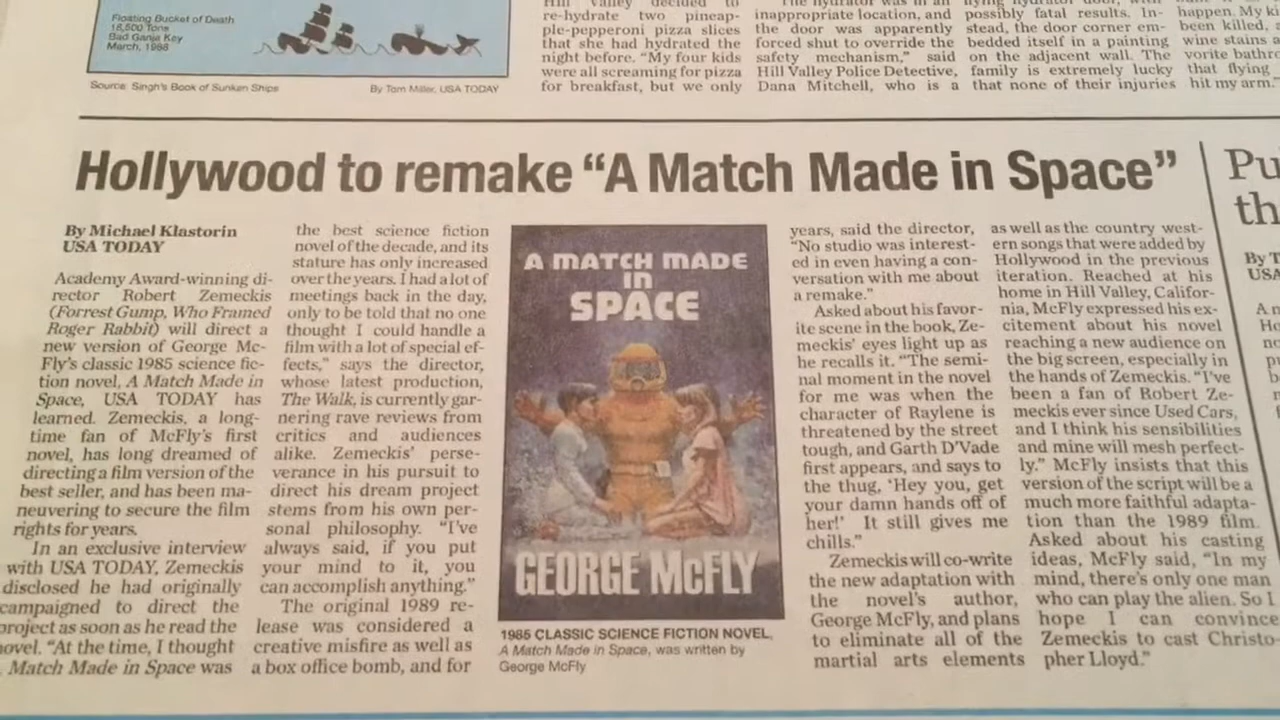 Floating Bucket of Death
16,500 Tons
Bad Ganja Key
March, 1988
Source: Singh's Book of Sunken Ships
By Tom Miller, USA TODAY
Hill Valley decided to
re-hydrate two pineap-
ple-pepperoni pizza slices
that she had hydrated the
night before. "My four kids
were all screaming for pizza
for breakfast, but we only
The hydrator was in an
inappropriate location, and
the door was apparently
forced shut to override the
safety mechanism," said
Hill Valley Police Detective,
Dana Mitchell, who is a
flying hydrator door, with
possibly fatal results. In-
stead, the door corner em-
bedded itself in a painting
on the adjacent wall. The
family is extremely lucky
that none of their injuries
happen. My
been killed,
wine stains
vorite
that flying
hit my arm.
Hollywood to remake "A Match Made in Space"
By Michael Klastorin
USA TODAY
Academy Award-winning di-
rector Robert Zemeckis
(Forrest Gump, Who Framed
Roger Rabbit) will direct a
new version of George Mc-
Fly's classic 1985 science fic-
tion novel, A Match Made in
Space, USA TODAY has
learned. Zemeckis, a long-
time fan of McFly's first
novel, has long dreamed of
directing a film version of the
best seller, and has been ma-
neuvering to secure the film
rights for years.
In an exclusive interview
with USA TODAY, Zemeckis
disclosed he had originally
campaigned to direct the
project as soon as he read the
novel. "At the time, I thought
Match Made in Space was
the best science fiction
novel of the decade, and its
stature has only increased
over the years. I had a lot of
meetings back in the day,
only to be told that no one
thought I could handle a
film with a lot of special ef-
fects," says the director,
whose latest production,
The Walk, is currently gar-
nering rave reviews from
critics and audiences
alike. Zemeckis' perse-
verance in his pursuit to
direct his dream project
stems from his own per-
sonal philosophy. "I've
always said, if you put
your mind to it, you
can accomplish anything."
The original 1989 re-
lease was considered a
creative misfire as well as
a box office bomb, and for
A MATCH MADE
in
SPACE
GEORGE McFLY
1985 CLASSIC SCIENCE FICTION NOVEL,
A Match Made in Space, was written by
George McFly
years, said the director,
"No studio was interest-
ed in even having a con-
versation with me about
a remake."
Asked about his favor-
ite scene in the book, Ze-
meckis' eyes light up as
he recalls it. "The semi-
nal moment in the novel
for me was when the
character of Raylene is
threatened by the street
tough, and Garth D'Vade
first appears, and says to
the thug, 'Hey you, get
your damn hands off of
her!' It still gives me
chills."
Zemeckis will co-write
the new adaptation with
the novel's author,
George McFly, and plans
to eliminate all of the
martial arts elements
as well as the country west-
ern songs that were added by
Hollywood in the previous
iteration. Reached at his
home in Hill Valley, Califor-
nia, McFly expressed his ex-
citement about his novel
reaching a new audience on
the big screen, especially in
the hands of Zemeckis. "I've
been a fan of Robert Ze-
meckis ever since Used Cars,
and I think his sensibilities
and mine will mesh perfect-
ly." McFly insists that this
version of the script will be a
much more faithful adapta-
tion than the 1989 film.
Asked about his casting
ideas, McFly said, "In my
mind, there's only one man
who can play the alien. So I
hope I can convince
Zemeckis to cast Christo-
pher Lloyd."
Pu
th
By T
USA